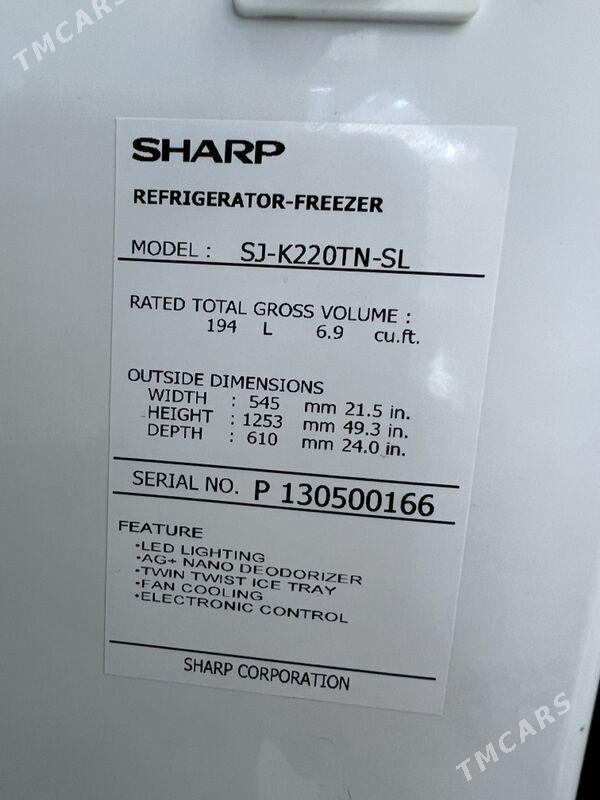 TMCARS
SHARP
REFRIGERATOR-FREEZER
MODEL : SJ-K220TN-SL
RATED TOTAL GROSS VOLUME :
194 L 6.9 cu.ft.
OUTSIDE DIMENSIONS
WIDTH : 545 mm 21.5 in.
HEIGHT : 1253 mm 49.3 in.
DEPTH : 610 mm 24.0 in.
SERIAL NO. P 130500166
FEATURE
•LED LIGHTING
•AG+ NANO DEODORIZER
•TWIN TWIST ICE TRAY
•FAN COOLING
•ELECTRONIC CONTROL
SHARP CORPORATION
TMCARS